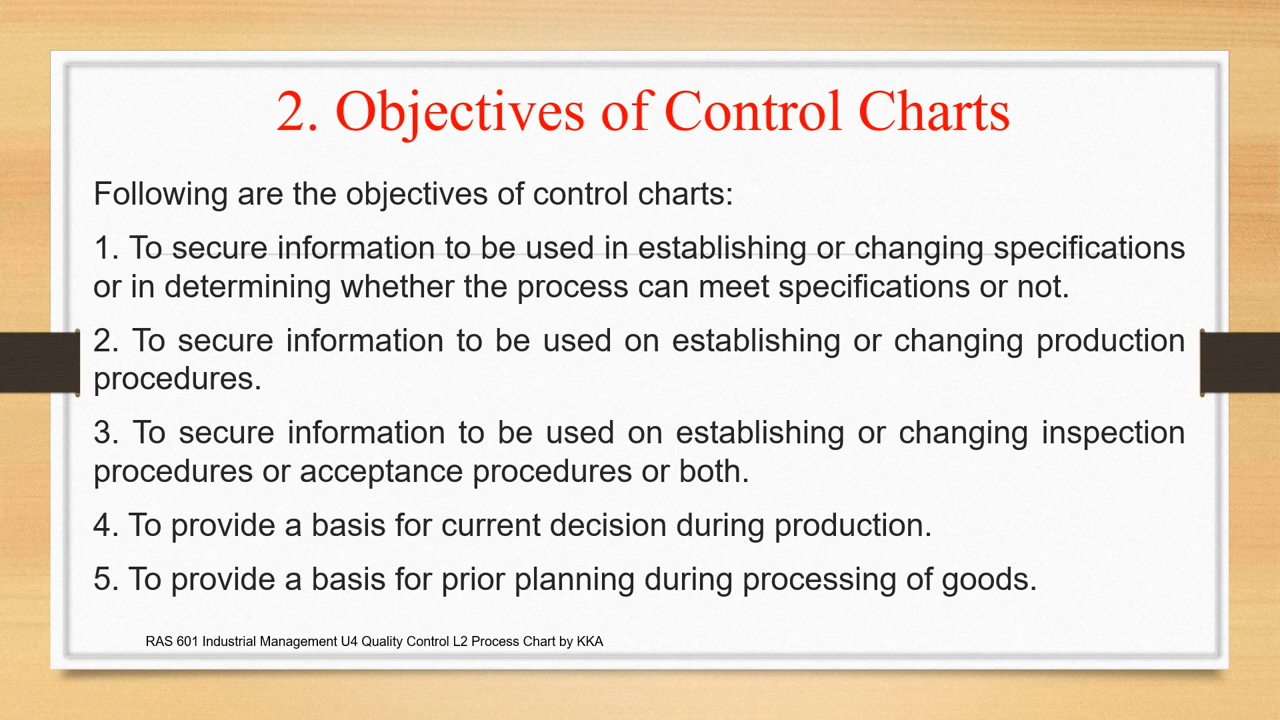 2. Objectives of Control Charts
Following are the objectives of control charts:
1. To secure information to be used in establishing or changing specifications
or in determining whether the process can meet specifications or not.
2. To secure information to be used on establishing or changing production
procedures.
3. To secure information to be used on establishing or changing inspection
procedures or acceptance procedures or both.
4. To provide a basis for current decision during production.
5. To provide a basis for prior planning during processing of goods.
RAS 601 Industrial Management U4 Quality Control L2 Process Chart by KKA